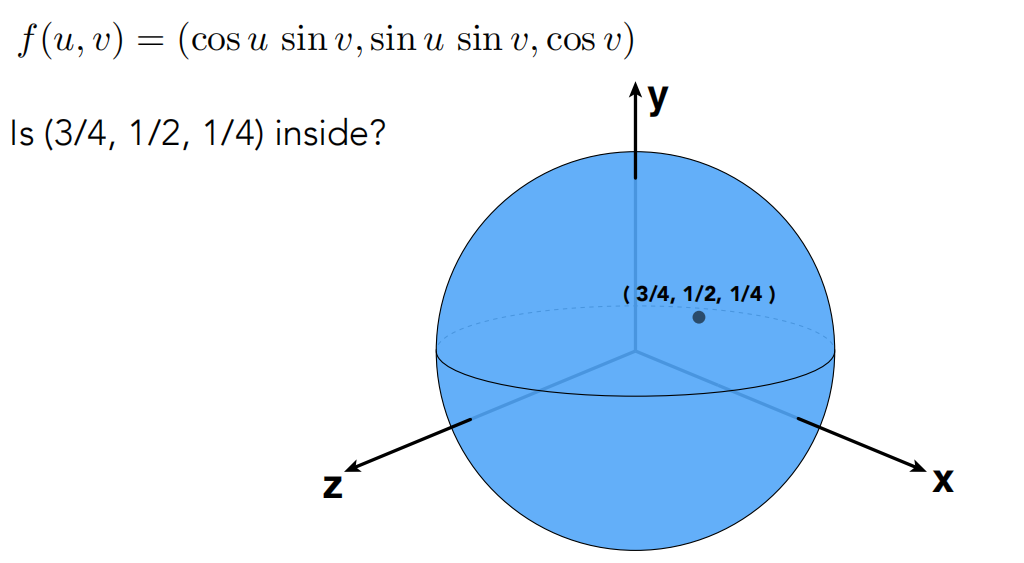 f(u, v) = (cos u sin v, sin u sin v, cos v)
Is (3/4, 1/2, 1/4) inside?
y
( 3/4, 1/2, 1/4 )
z
x